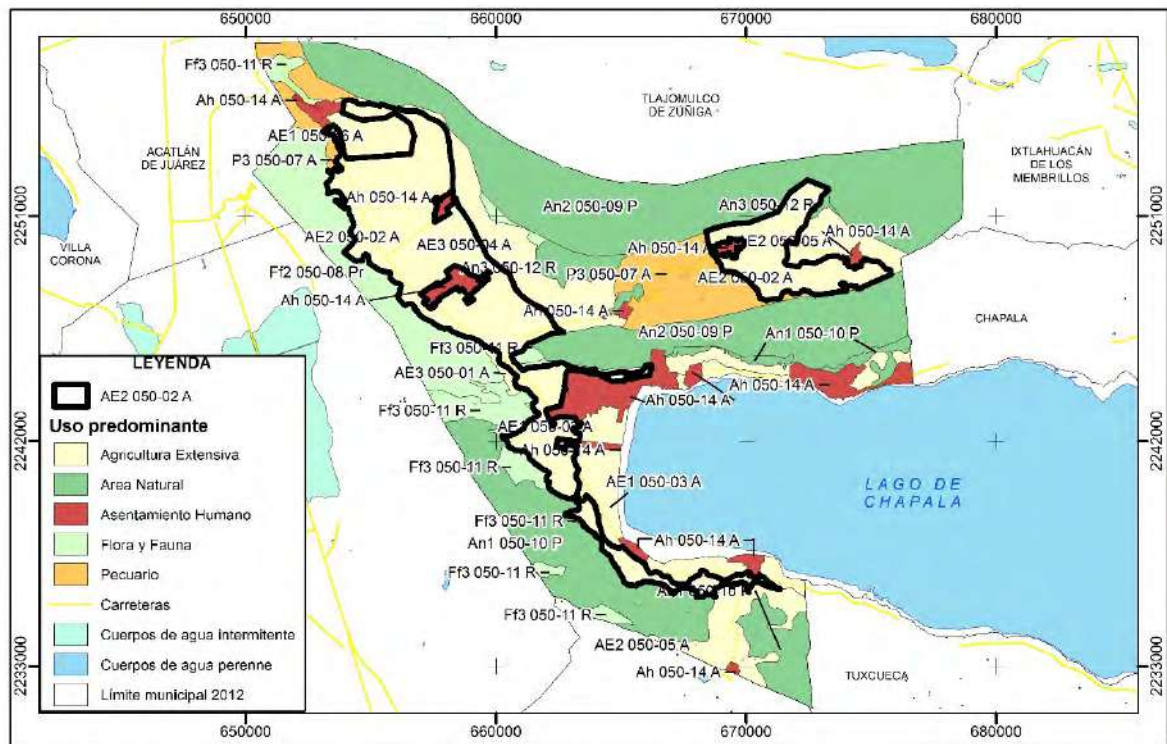 650000
660000
670000
680000
Ff3 050-11 R
TLAJOMULCO
DE ZÚÑIGA
Ah 050-14 A
ACATLÁN
DE JUÁREZ
P3 050-07 A
IXTLAHUACÁN
DE LOS
MEMBRILLOS
2251000
2251000
Ah 050-14 A
An2 050-09 P
An3 050-12 R
Ah 050-14 A
VILLA
CORONA
AE2 050-02 A
AE3 050-04 A
Ah 050-14 A
AE2 050-05 A
An3 050-12 R
Ff2 050-08 Pr
P3 050-07 A
AE2 050-02 A
Ah 050-14 A
An 050-14 A
CHAPALA
An2 050-09 P
An1 050-10 P
Ff3 050-11 R
AE3 050-01 A
Ah 050-14 A
Ff3 050-11 R
Ah 050-14 A
2242000
2242000
Ah 050-14 A
Ff3 050-11 R
AE1 050-03 A
LAGO DE
CHAPALA
Ff3 050-11 R
An1 050-10 P
Ah 050-14 A
Ff3 050-11 R
Ff3 050-11 R
AE2 050-05 A
Ah 050-14 A
TUXCUECA
2233000
2233000
LEYENDA
AE2 050-02 A
Uso predominante
Agricultura Extensiva
Area Natural
Asentamiento Humano
Flora y Fauna
Pecuario
Carreteras
Cuerpos de agua intermitente
Cuerpos de agua perenne
Límite municipal 2012
650000
660000
670000
680000